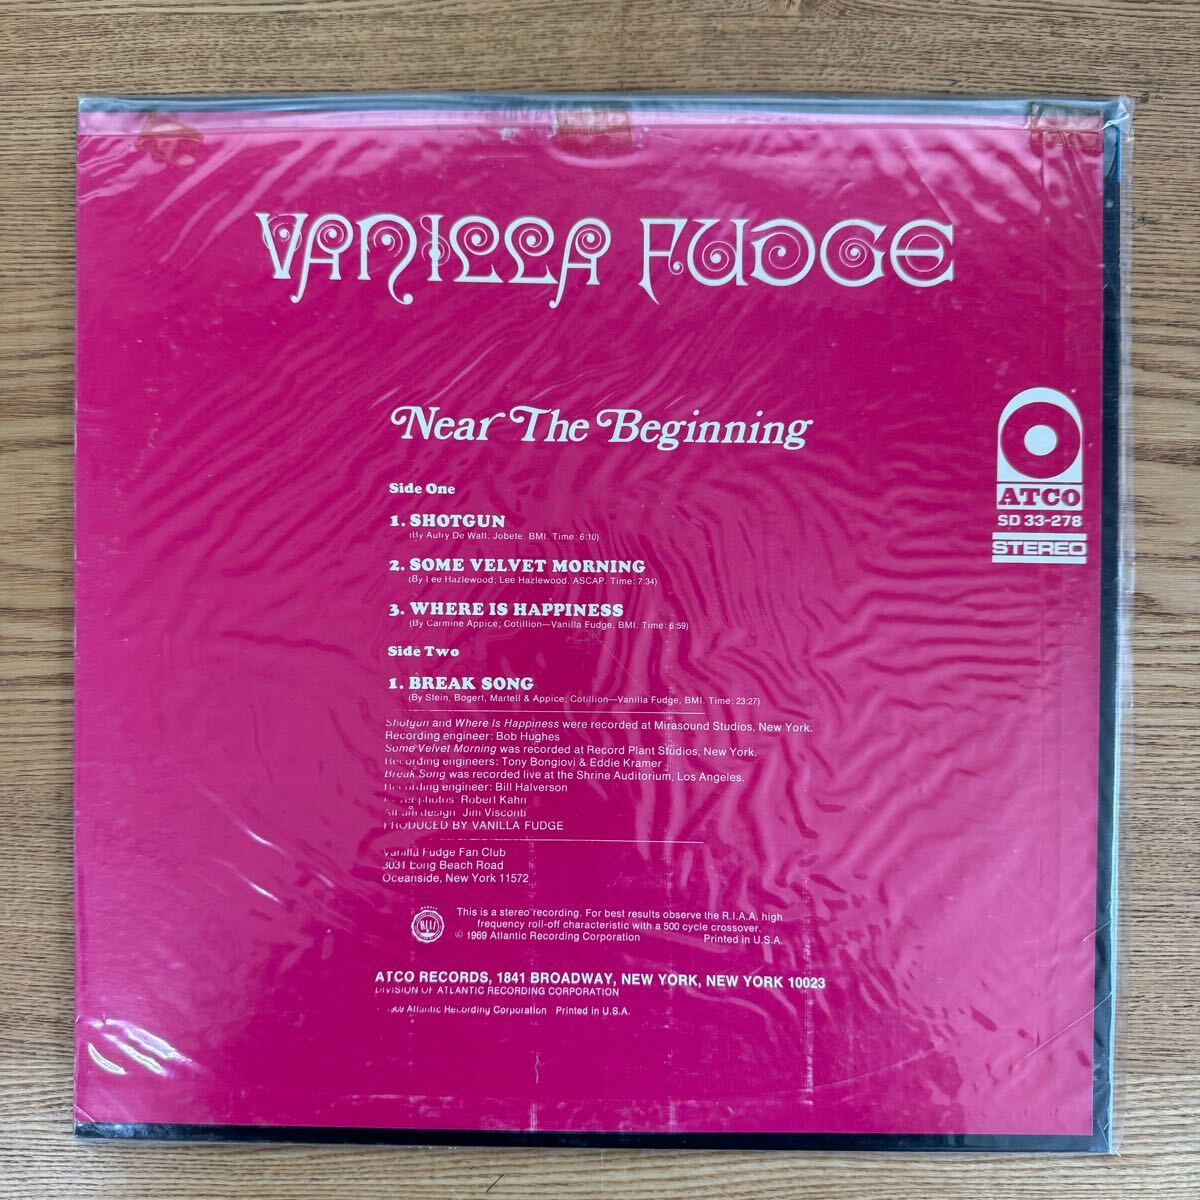 VANILLA FUDGE
Near The Beginning
Side One
1. SHOTGUN
(By Autry De Walt; Jobete, BMI. Time: 6:10)
2. SOME VELVET MORNING
(By Lee Hazlewood; Lee Hazlewood, ASCAP. Time: 7:34)
3. WHERE IS HAPPINESS
(By Carmine Appice; Cotillion—Vanilla Fudge, BMI. Time: 6:59)
Side Two
1. BREAK SONG
(By Stein, Bogert, Martell & Appice; Cotillion—Vanilla Fudge, BMI. Time: 23:27)
Shotgun and Where Is Happiness were recorded at Mirasound Studios, New York.
Recording engineer: Bob Hughes
Some Velvet Morning was recorded at Record Plant Studios, New York.
Recording engineers: Tony Bongiovi & Eddie Kramer
Break Song was recorded live at the Shrine Auditorium, Los Angeles.
Recording engineer: Bill Halverson
Cover photos: Robert Kahn
Album design: Jim Visconti
PRODUCED BY VANILLA FUDGE
Vanilla Fudge Fan Club
3031 Long Beach Road
Oceanside, New York 11572
This is a stereo recording. For best results observe the R.I.A.A. high
frequency roll-off characteristic with a 500 cycle crossover.
© 1969 Atlantic Recording Corporation Printed in U.S.A.
ATCO RECORDS, 1841 BROADWAY, NEW YORK, NEW YORK 10023
DIVISION OF ATLANTIC RECORDING CORPORATION
1969 Atlantic Recording Corporation Printed in U.S.A.
ATCO
SD 33-278
STEREO